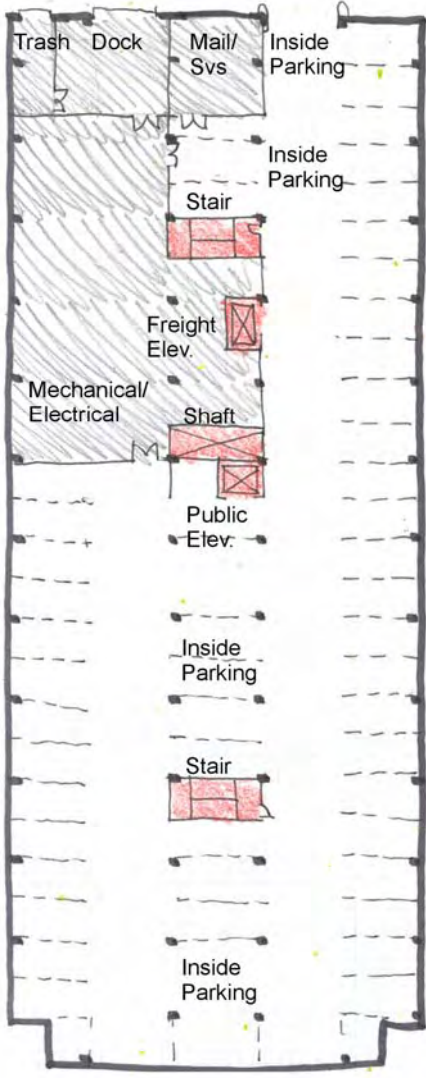 Trash Dock Mail/ Inside
Svs Parking
Inside
Parking
Stair
Freight
Elev.
Mechanical/
Electrical
Shaft
Public
Elev.
Inside
Parking
Stair
Inside
Parking